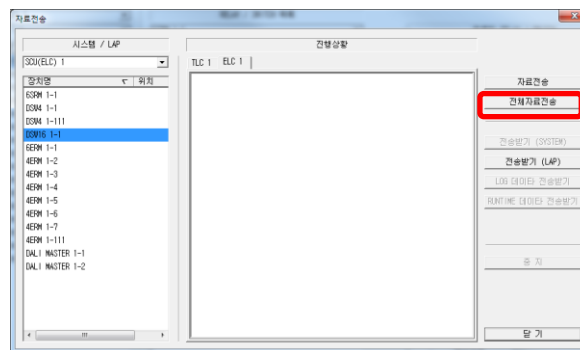 자료전송
시스템 / LAP
진행상황
SCU(ELC) 1
TLC 1
ELC 1
장치명
위치
6SRM 1-1
DSW4 1-1
DSW4 1-111
DSW16 1-1
6ERM 1-1
4ERM 1-2
4ERM 1-3
4ERM 1-4
4ERM 1-5
4ERM 1-6
4ERM 1-7
4ERM 1-111
DALI MASTER 1-1
DALI MASTER 1-2
자료전송
전체자료전송
전송받기 (SYSTEM)
전송받기 (LAP)
LOG 데이타 전송받기
RUNTIME 데이타 전송받기
중 지
닫 기